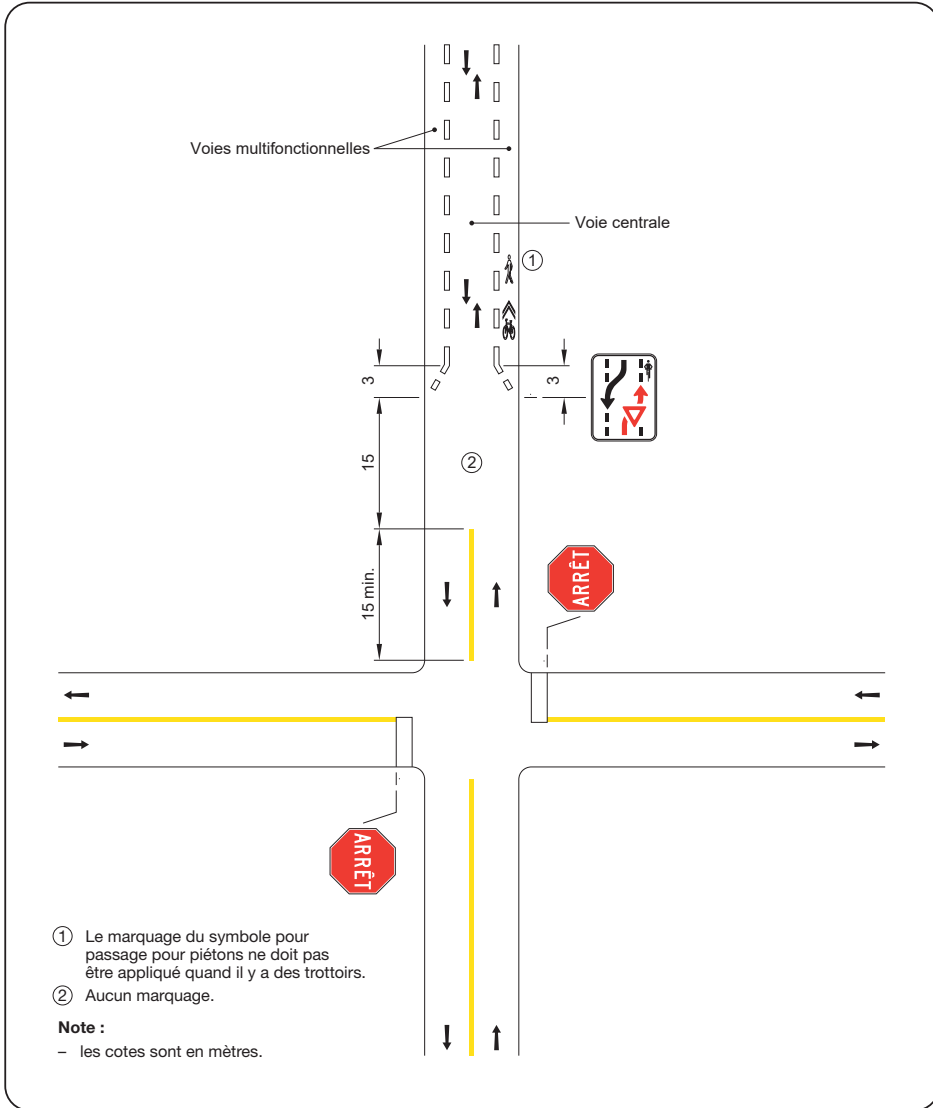 Voies multifonctionnelles
Voie centrale
①
3
3
15
②
15 min.
ARRÊT
ARRÊT
① Le marquage du symbole pour
passage pour piétons ne doit pas
être appliqué quand il y a des trottoirs.
② Aucun marquage.
Note :
– les cotes sont en mètres.